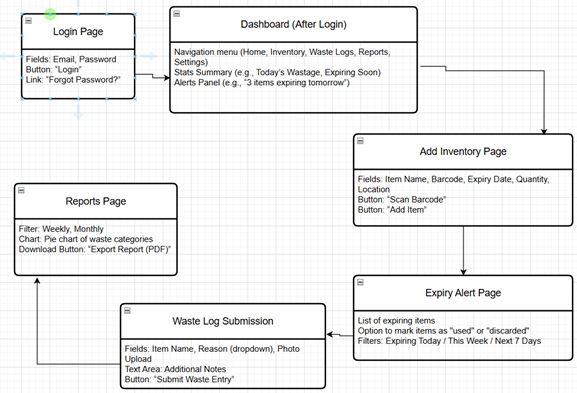 Login Page
Fields: Email, Password
Button: "Login"
Link: "Forgot Password?"
Dashboard (After Login)
Navigation menu (Home, Inventory, Waste Logs, Reports,
Settings)
Stats Summary (e.g., Today's Wastage, Expiring Soon)
Alerts Panel (e.g., "3 items expiring tomorrow")
Add Inventory Page
Fields: Item Name, Barcode, Expiry Date, Quantity,
Location
Button: "Scan Barcode"
Button: "Add Item"
Reports Page
Filter: Weekly, Monthly
Chart: Pie chart of waste categories
Download Button: "Export Report (PDF)"
Expiry Alert Page
List of expiring items
Option to mark items as "used" or "discarded"
Filters: Expiring Today / This Week / Next 7 Days
Waste Log Submission
Fields: Item Name, Reason (dropdown), Photo
Upload
Text Area: Additional Notes
Button: "Submit Waste Entry"